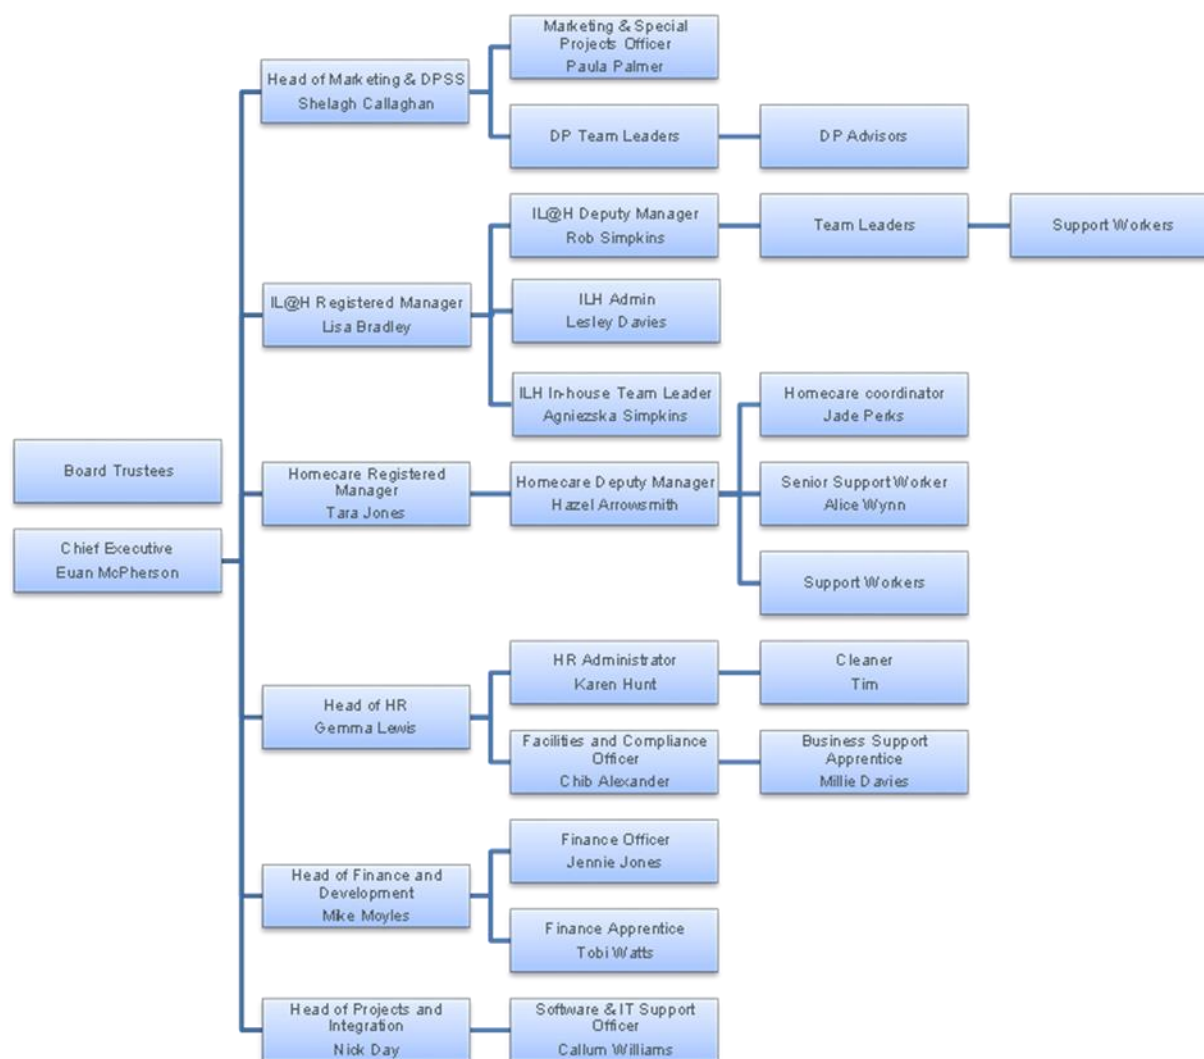 Marketing & Special
Projects Officer
Paula Palmer
Head of Marketing & DPSS
Shelagh Callaghan
DP Team Leaders
DP Advisors
IL@H Deputy Manager
Rob Simpkins
Team Leaders
Support Workers
IL@H Registered Manager
Lisa Bradley
ILH Admin
Lesley Davies
ILH In-house Team Leader
Agniezska Simpkins
Homecare coordinator
Jade Perks
Board Trustees
Homecare Registered
Manager
Tara Jones
Homecare Deputy Manager
Hazel Arrowsmith
Senior Support Worker
Alice Wynn
Chief Executive
Euan McPherson
Support Workers
HR Administrator
Karen Hunt
Cleaner
Tim
Head of HR
Gemma Lewis
Facilities and Compliance
Officer
Chib Alexander
Business Support
Apprentice
Millie Davies
Finance Officer
Jennie Jones
Head of Finance and
Development
Mike Moyles
Finance Apprentice
Tobi Watts
Head of Projects and
Integration
Nick Day
Software & IT Support
Officer
Callum Williams